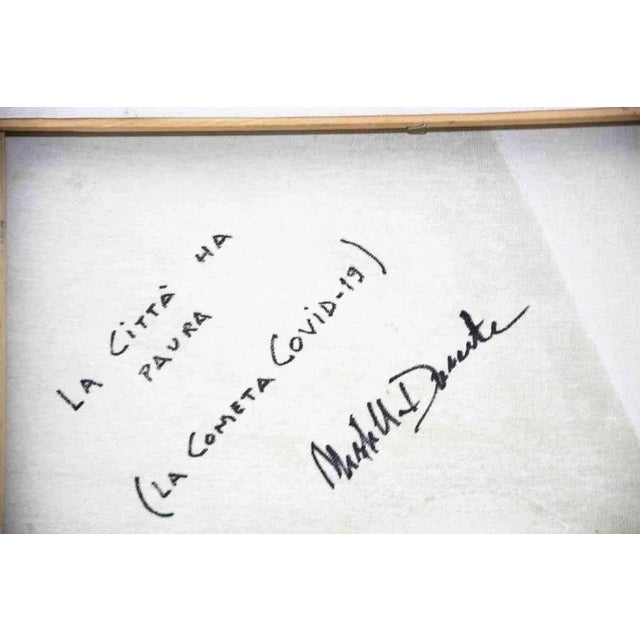 LA CITTÀ HA
PAURA
(LA COMETA COVID-19)